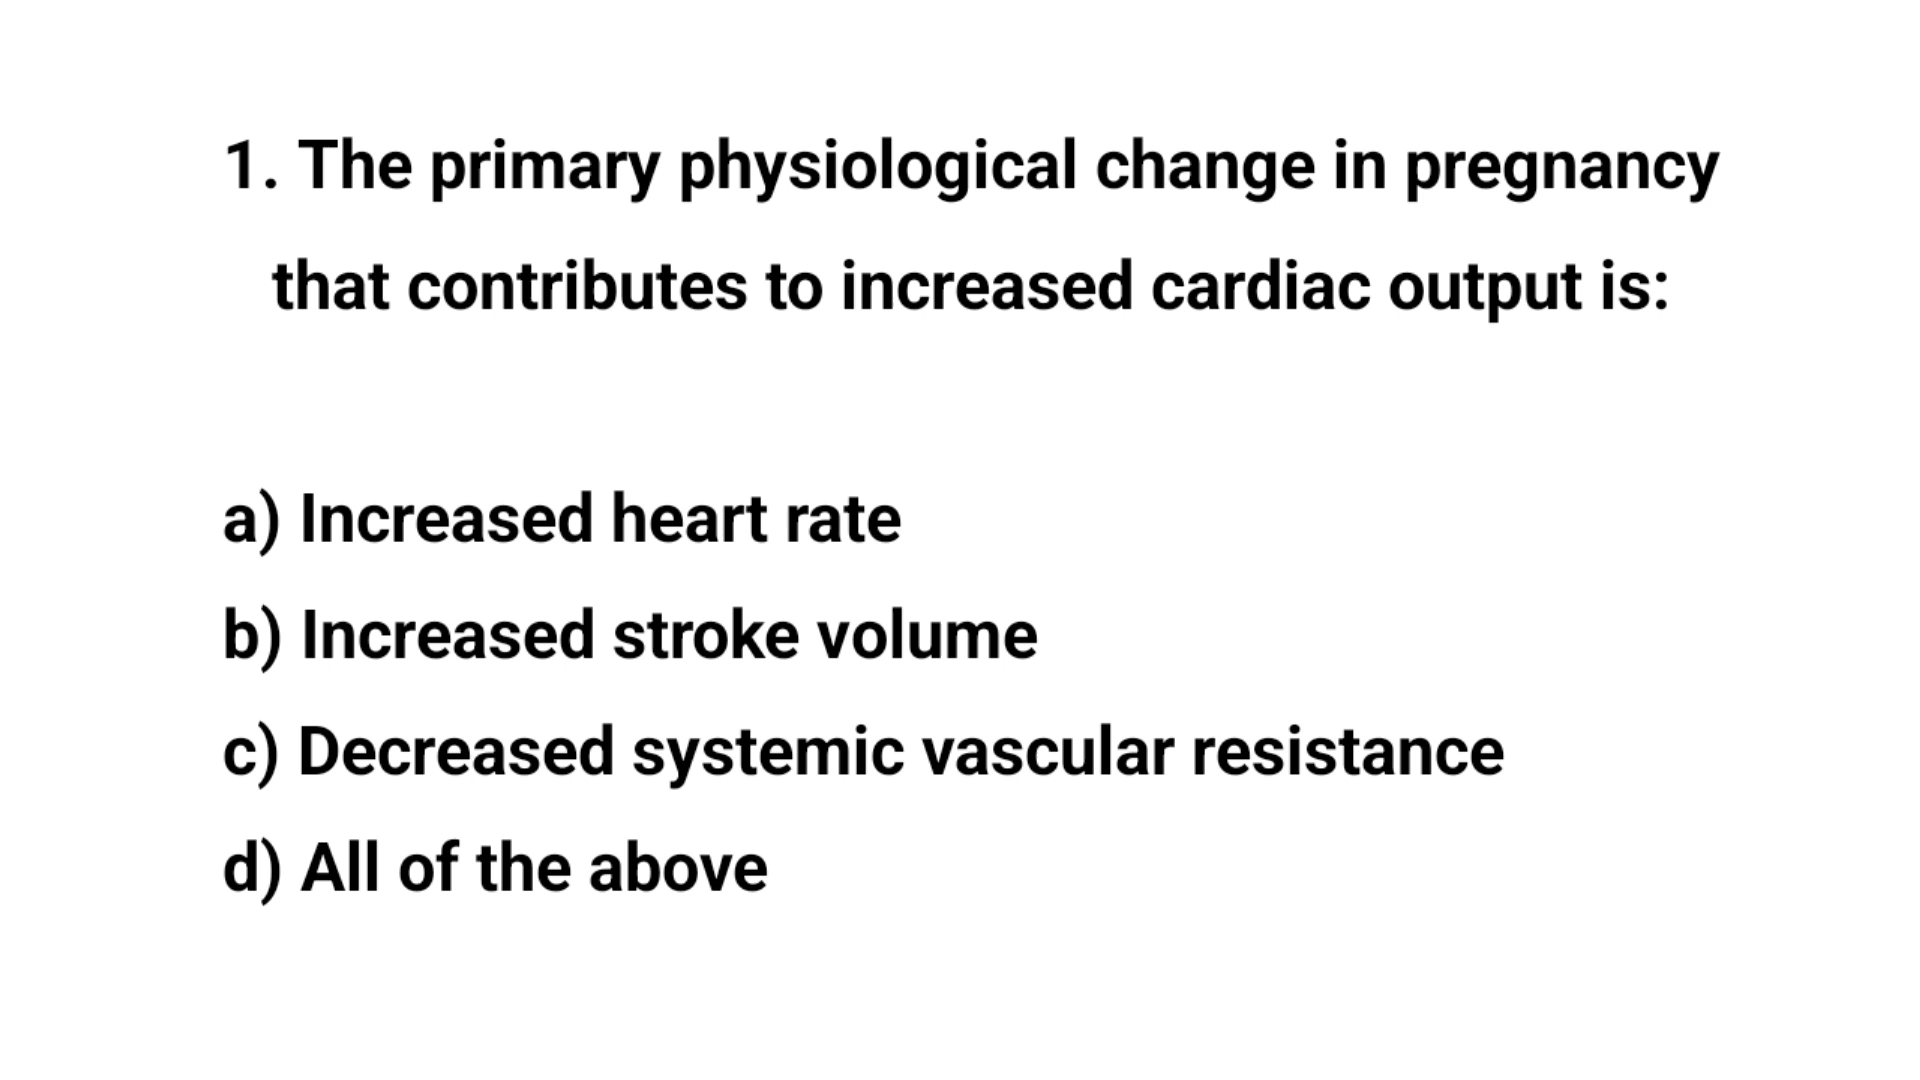 1. The primary physiological change in pregnancy
that contributes to increased cardiac output is:
a) Increased heart rate
b) Increased stroke volume
c) Decreased systemic vascular resistance
d) All of the above